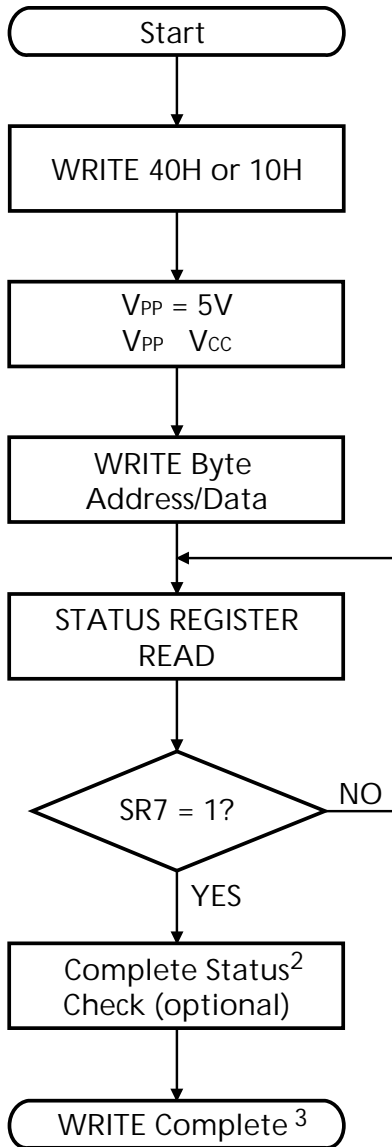 Start
WRITE 40H or 10H
VPP = 5V
VPP VCC
WRITE Byte
Address/Data
STATUS REGISTER
READ
SR7 = 1?
NO
YES
Complete Status2
Check (optional)
WRITE Complete 3